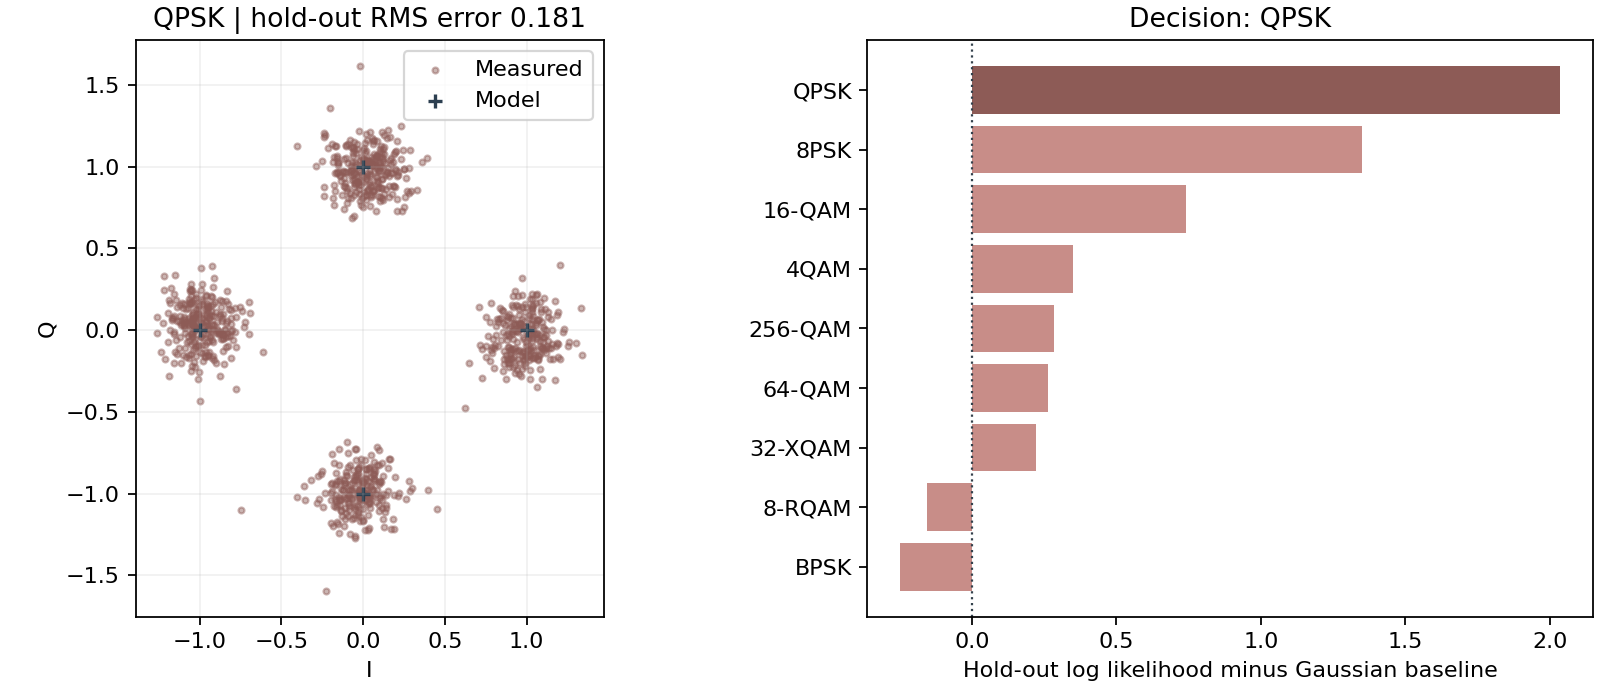 QPSK | hold-out RMS error 0.181
Measured
Model
1.5
1.0
0.5
0.0
−0.5
−1.0
−1.5
Q
−1.0
−0.5
0.0
0.5
1.0
I
Decision: QPSK
QPSK
8PSK
16-QAM
4QAM
256-QAM
64-QAM
32-XQAM
8-RQAM
BPSK
0.0
0.5
1.0
1.5
2.0
Hold-out log likelihood minus Gaussian baseline